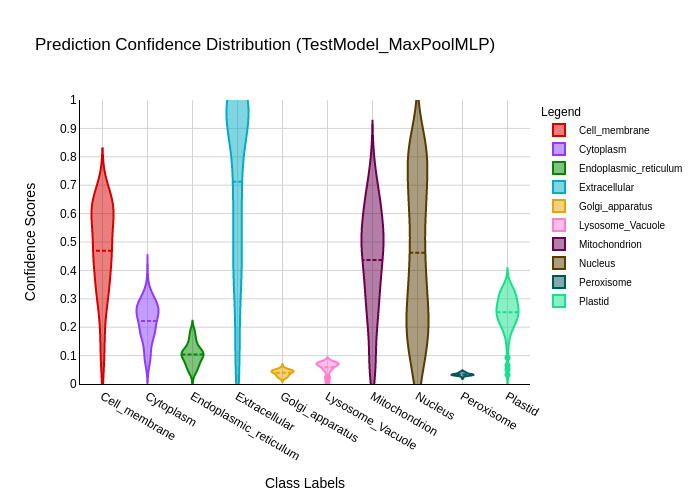 Prediction Confidence Distribution (TestModel_MaxPoolMLP)
Legend
Cell_membrane
Cytoplasm
Endoplasmic_reticulum
Extracellular
Golgi_apparatus
Lysosome_Vacuole
Mitochondrion
Nucleus
Peroxisome
Plastid
Confidence Scores
1
0.9
0.8
0.7
0.6
0.5
0.4
0.3
0.2
0.1
0
Cell_membrane
Cytoplasm
Endoplasmic_reticulum
Extracellular
Golgi_apparatus
Lysosome_Vacuole
Mitochondrion
Nucleus
Peroxisome
Plastid
Class Labels